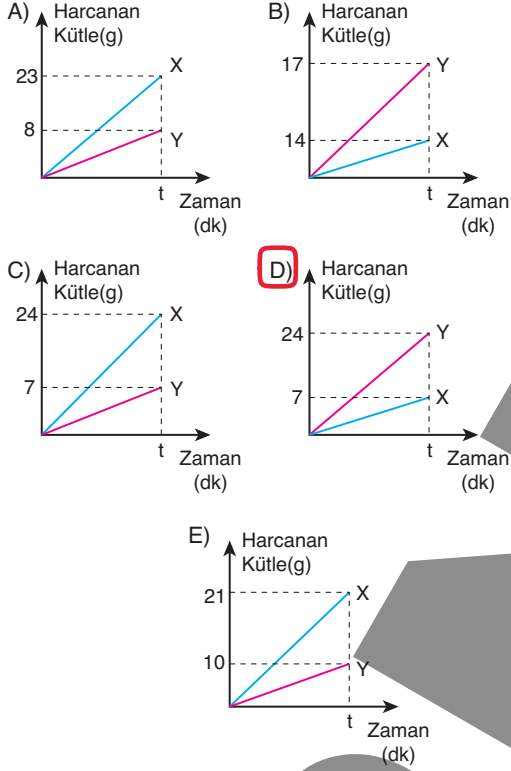 A) Harcanan
Kütle(g)
23
X
8
Y
t
Zaman
(dk)
B) Harcanan
Kütle(g)
17
Y
14
X
t
Zaman
(dk)
C) Harcanan
Kütle(g)
24
X
7
Y
t
Zaman
(dk)
D) Harcanan
Kütle(g)
24
Y
7
X
t
Zaman
(dk)
E) Harcanan
Kütle(g)
21
X
10
Y
t
Zaman
(dk)